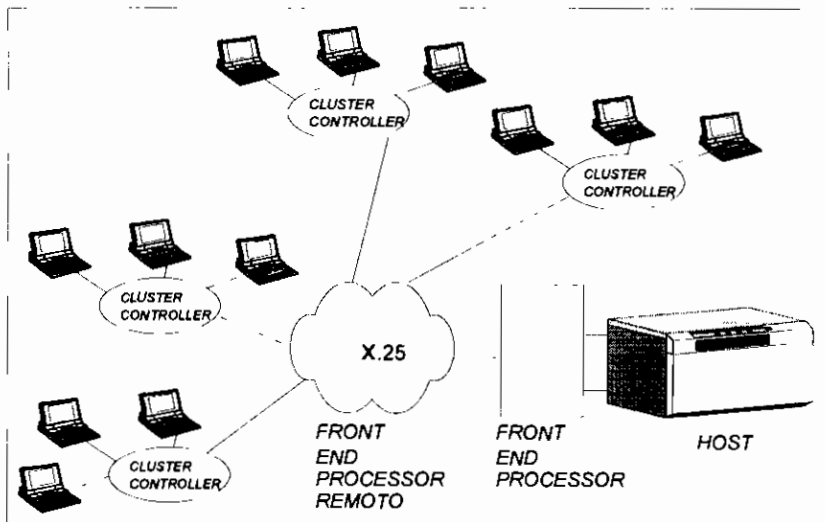 CLUSTER
CONTROLLER
CLUSTER
CONTROLLER
CLUSTER
CONTROLLER
X.25
CLUSTER
CONTROLLER
FRONT
END
PROCESSOR
REMOTO
FRONT
END
PROCESSOR
HOST